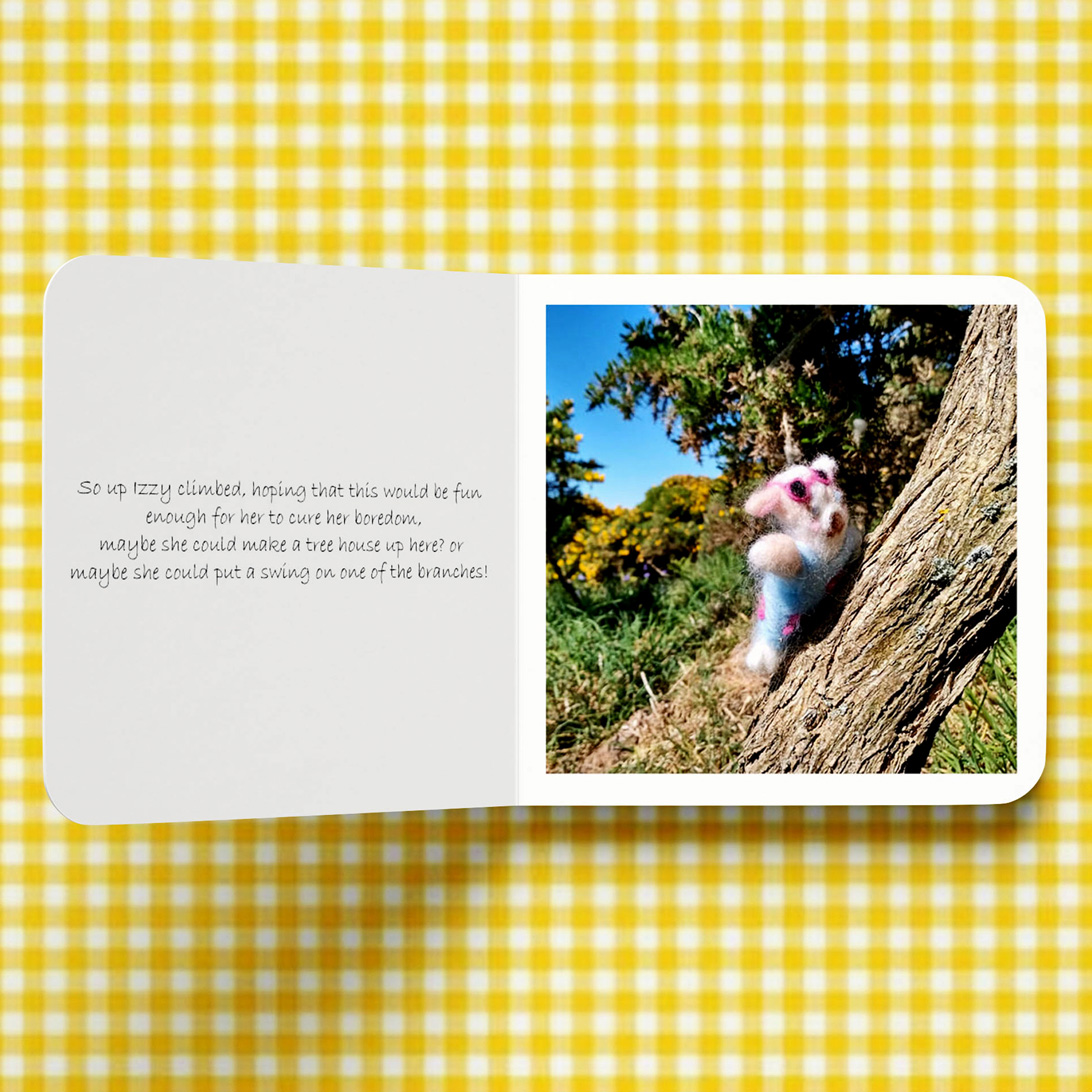 So up Izzy climbed, hoping that this would be fun
enough for her to cure her boredom,
maybe she could make a tree house up here? or
maybe she could put a swing on one of the branches!